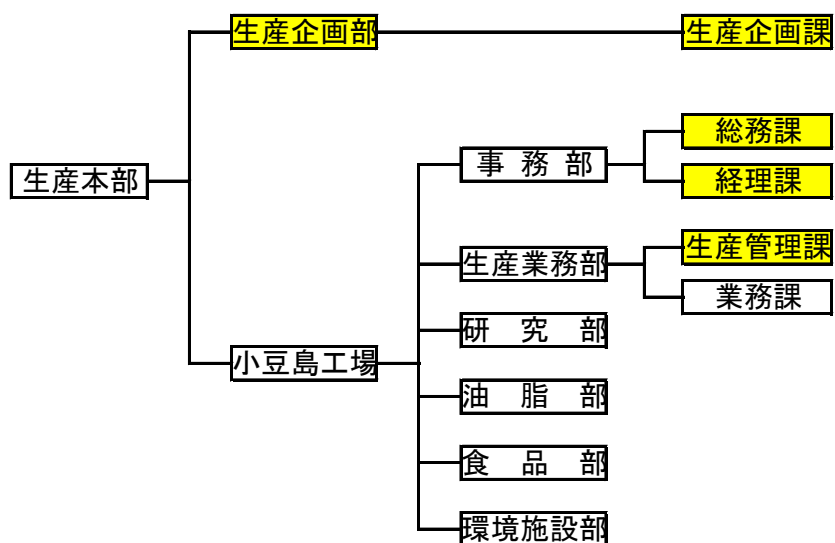 生産企画部 生産企画課
総務課
事 務 部
生産本部 経理課
生産管理課
生産業務部
業務課
研 究 部
小豆島工場
油 脂 部
食 品 部
環境施設部